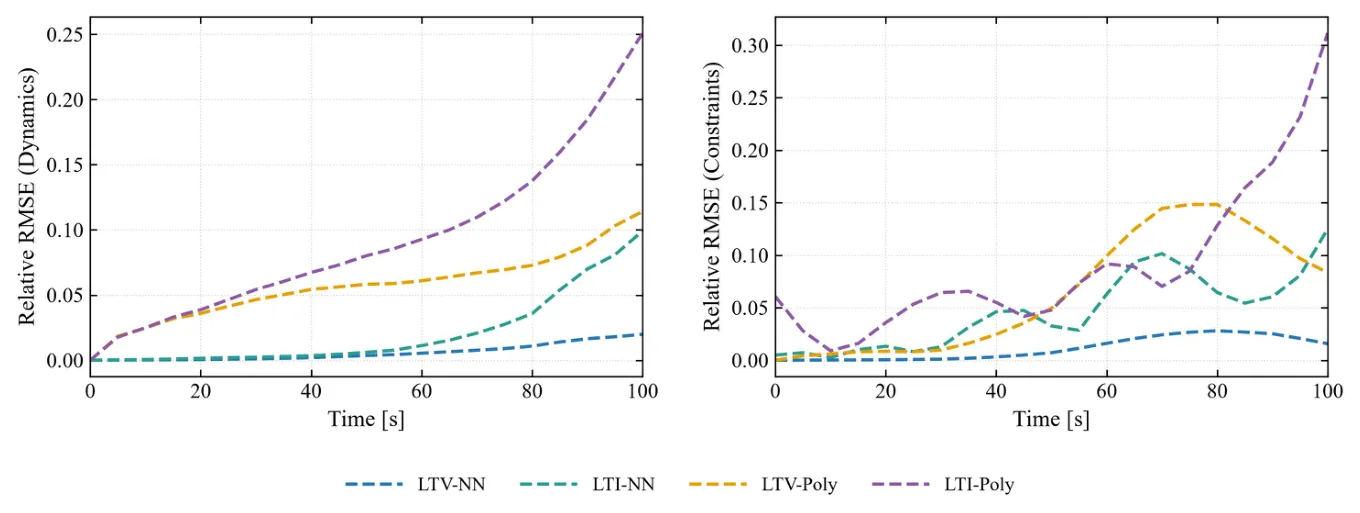 Relative RMSE (Dynamics)
0.25
0.20
0.15
0.10
0.05
0.00
0 20 40 60 80 100
Time [s]
Relative RMSE (Constraints)
0.30
0.25
0.20
0.15
0.10
0.05
0.00
0 20 40 60 80 100
Time [s]
LTV-NN LTI-NN LTV-Poly LTI-Poly